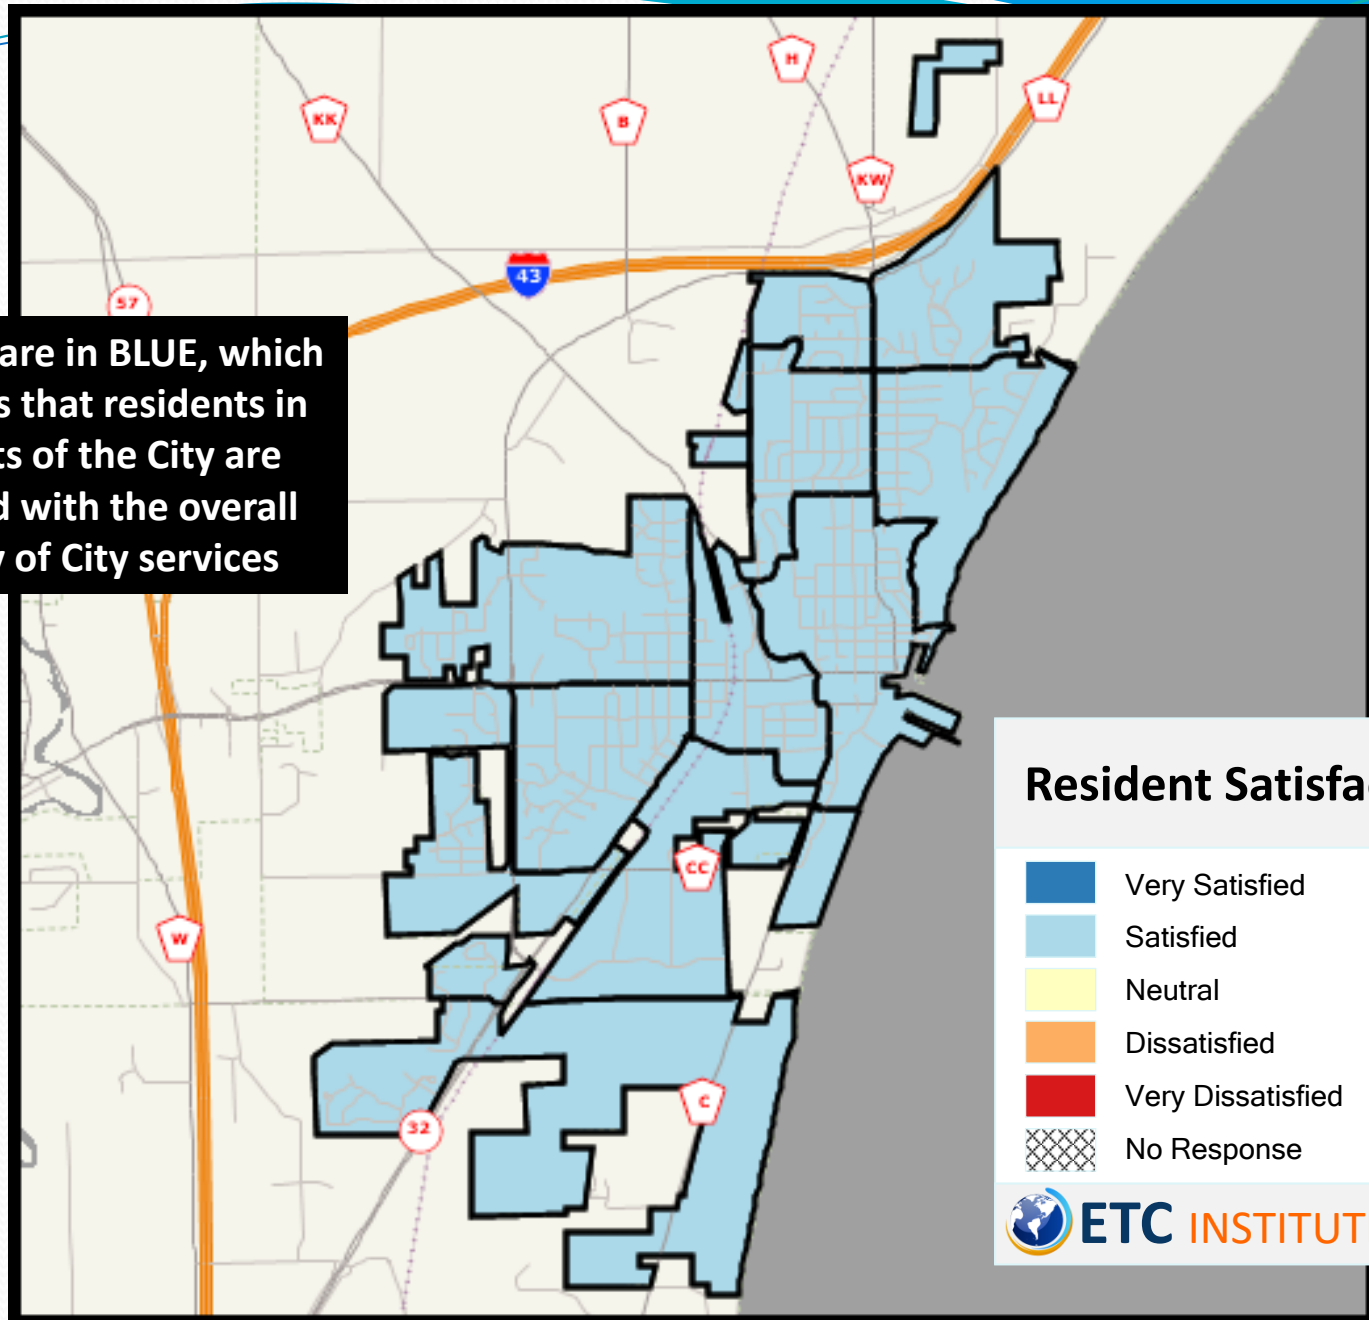 H
LL
KK
B
KW
43
57
are in BLUE, which
s that residents in
ts of the City are
d with the overall
y of City services
Resident Satisfa
CC
Very Satisfied
Satisfied
W
Neutral
Dissatisfied
Very Dissatisfied
C
32
No Response
ETC INSTITUT